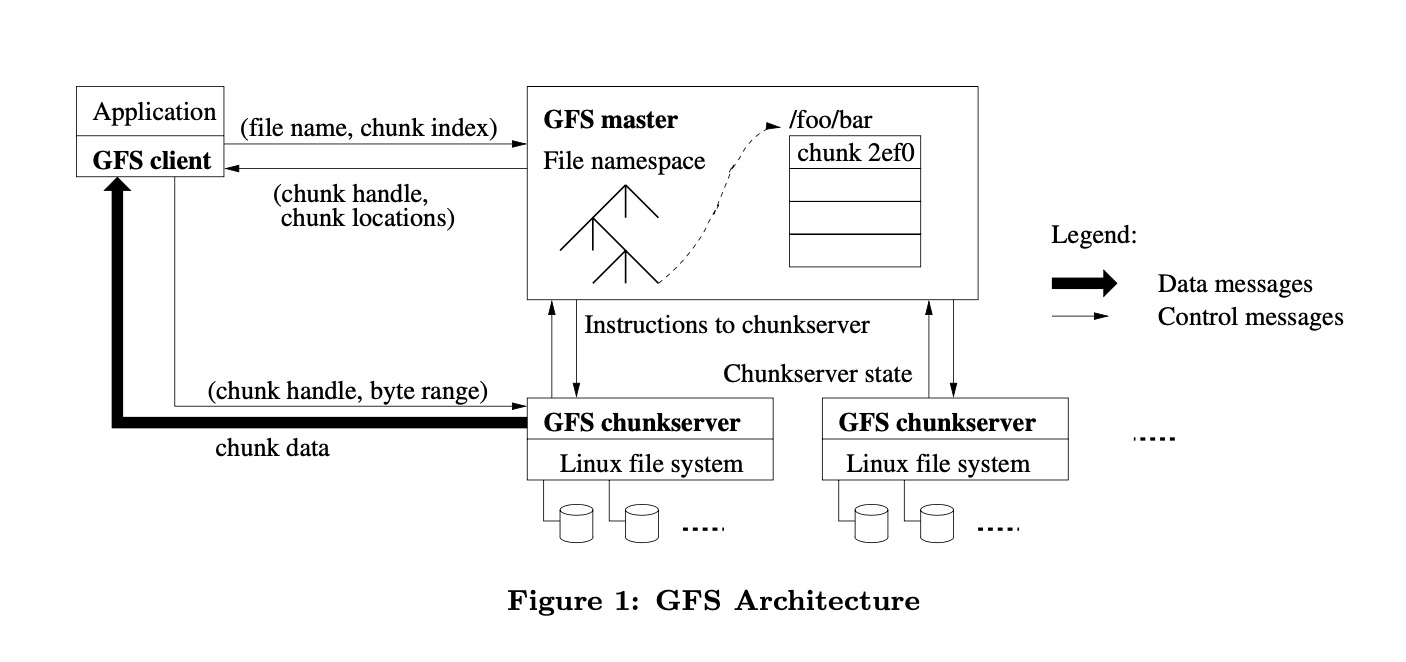 Application
GFS client
(file name, chunk index)
(chunk handle,
chunk locations)
GFS master
File namespace
/foo/bar
chunk 2ef0
Legend:
Data messages
Control messages
Instructions to chunkserver
Chunkserver state
(chunk handle, byte range)
chunk data
GFS chunkserver
Linux file system
GFS chunkserver
Linux file system
Figure 1: GFS Architecture